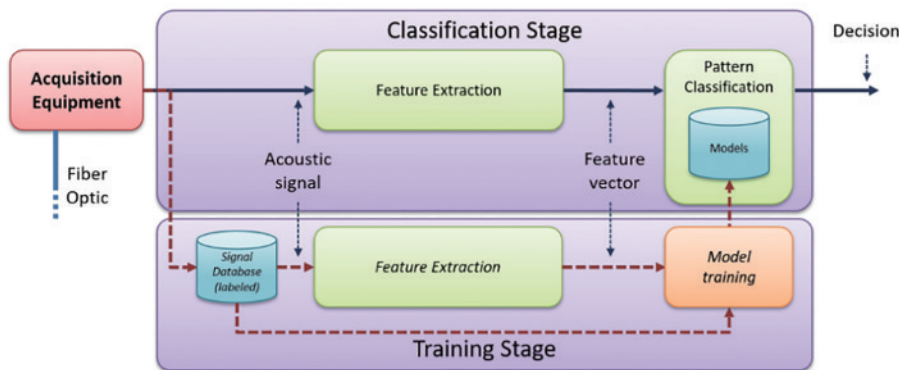 Classification Stage
Decision
Acquisition
Equipment
Feature Extraction
Pattern
Classification
Models
Fiber
Optic
Acoustic
signal
Feature
vector
Signal
Database
(labeled)
Feature Extraction
Model
training
Training Stage